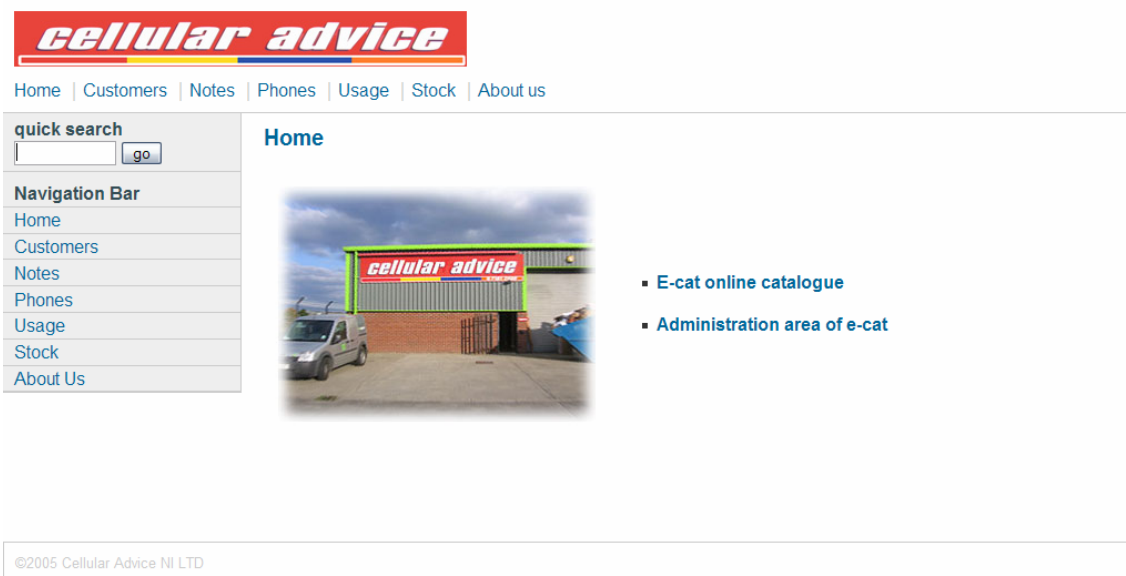 cellular advice
Home | Customers | Notes | Phones | Usage | Stock | About us
quick search
go
Navigation Bar
Home
Customers
Notes
Phones
Usage
Stock
About Us
Home
cellular advice
E-cat online catalogue
Administration area of e-cat
©2005 Cellular Advice NI LTD